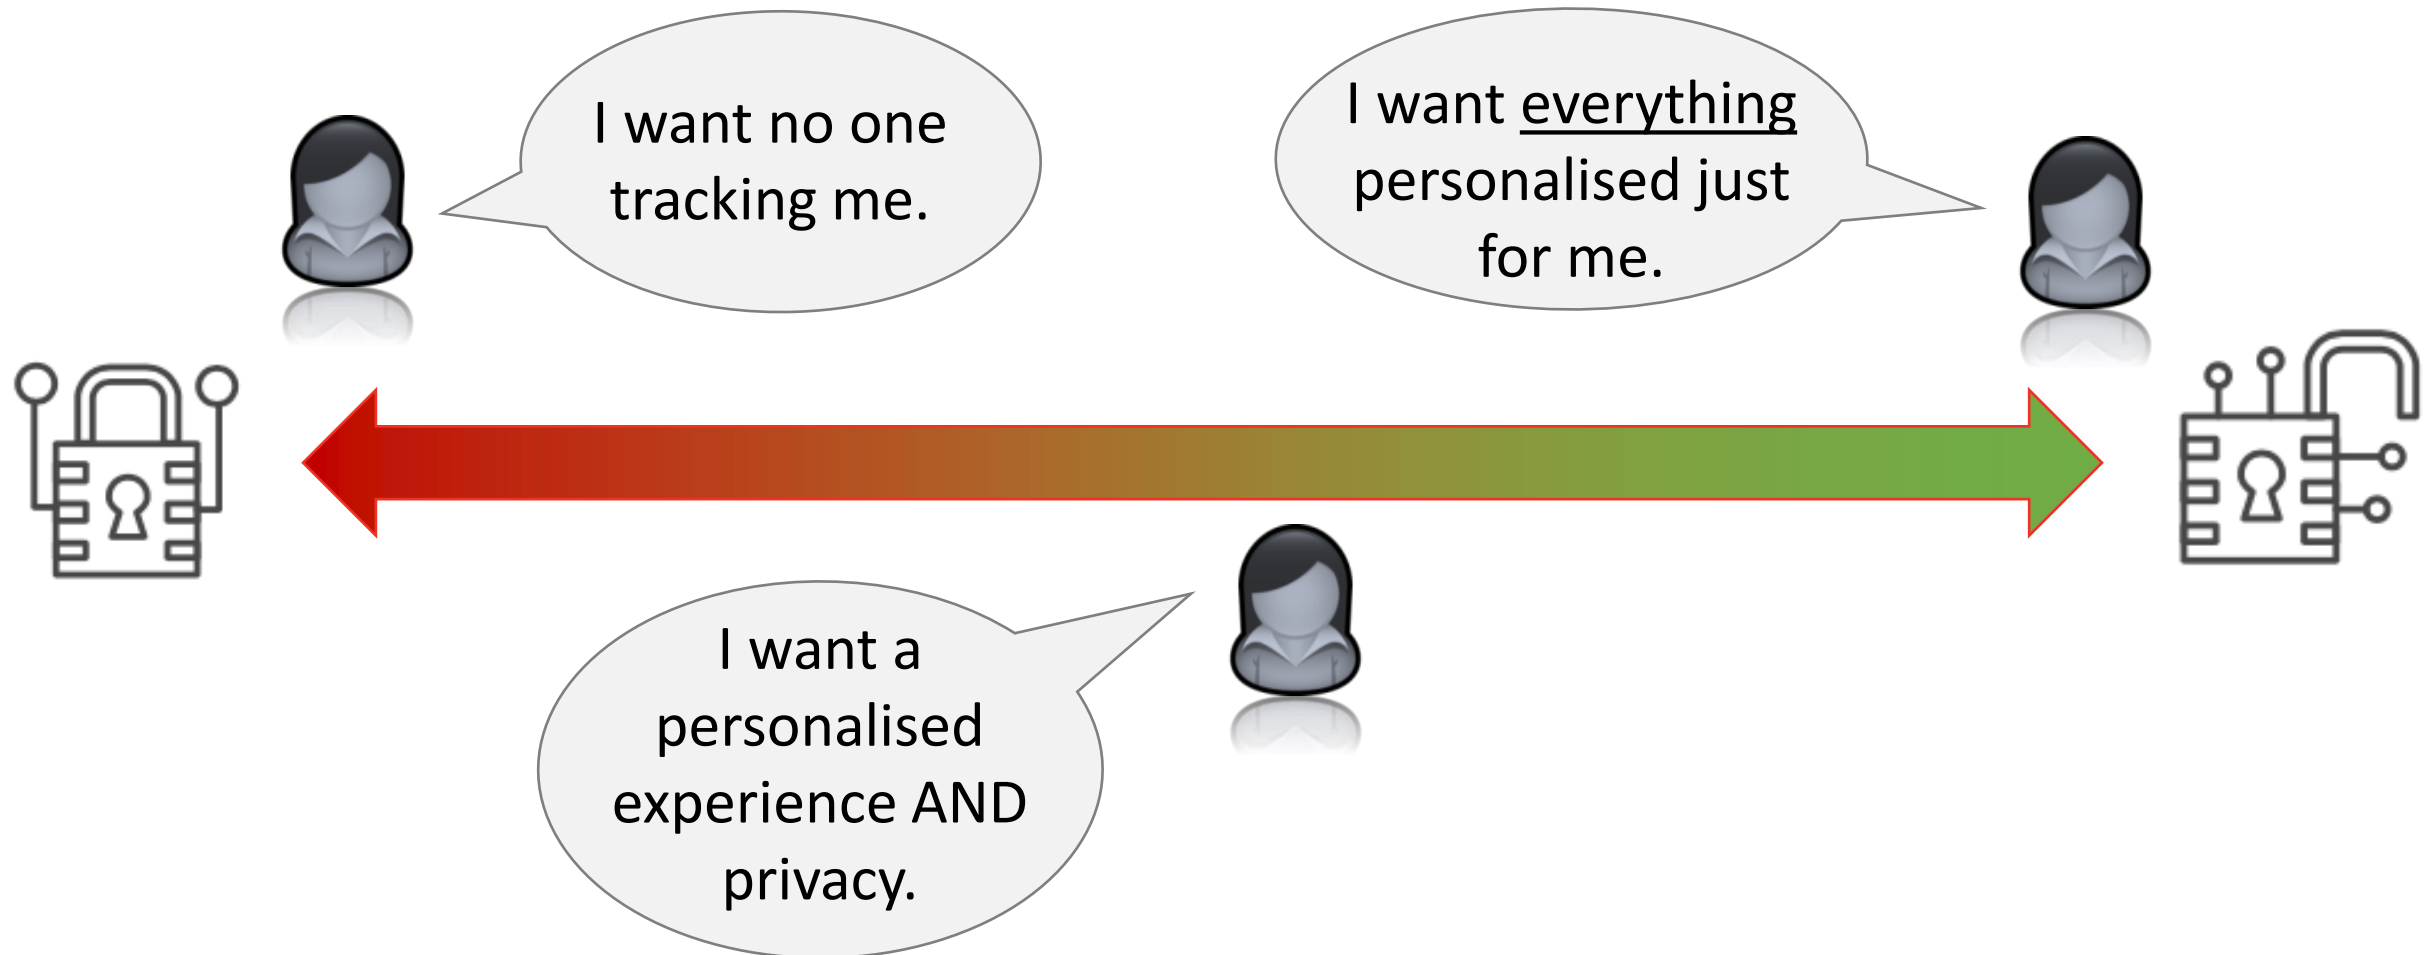 I want no one
tracking me.
I want everything
personalised just
for me.
I want a
personalised
experience AND
privacy.